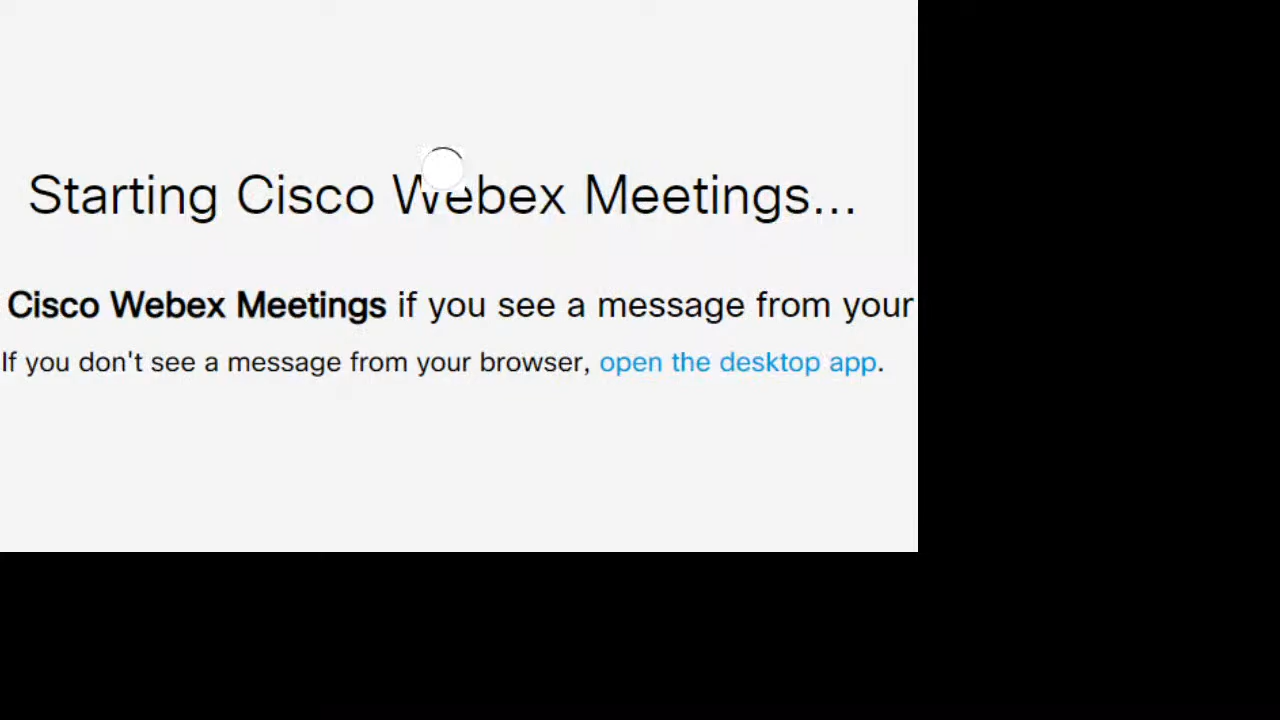 Starting Cisco Webex Meetings...
Cisco Webex Meetings if you see a message from your
If you don't see a message from your browser, open the desktop app.